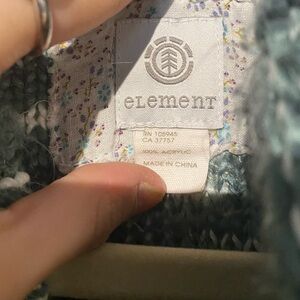 eLemenT
RN 105945
CA 37757
100% ACRYLIC
MADE IN CHINA